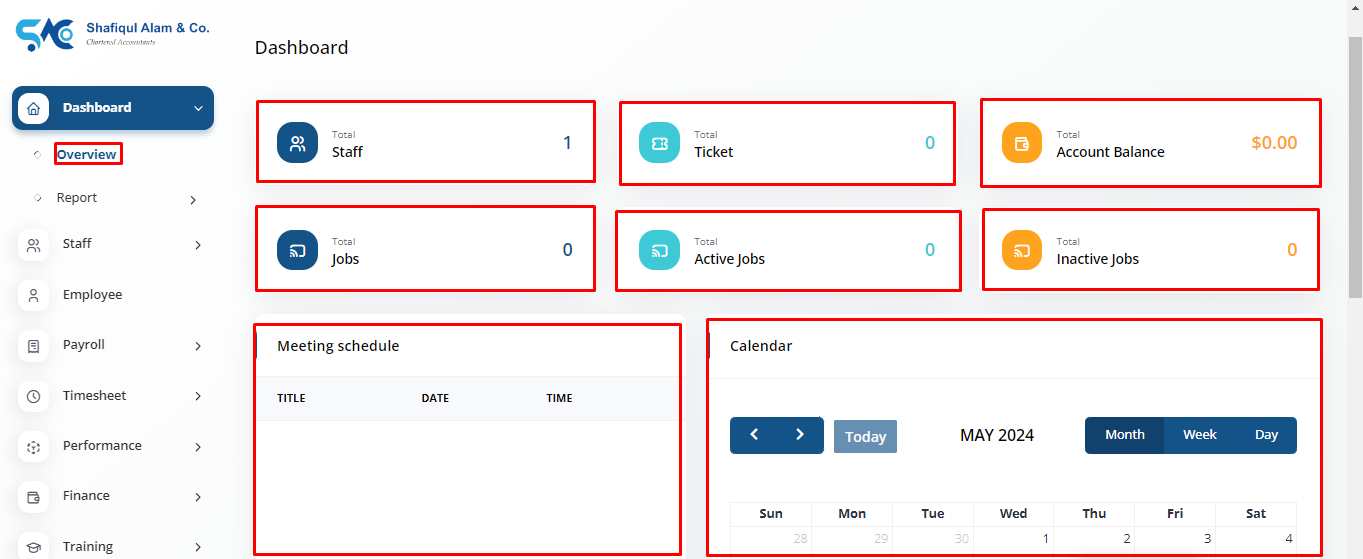 Shafiqul Alam & Co.
Chartered Accountants
Dashboard
Overview
Report
Staff
Employee
Payroll
Timesheet
Performance
Finance
Training
Dashboard
Total
Staff
1
Total
Ticket
0
Total
Account Balance
$0.00
Total
Jobs
0
Total
Active Jobs
0
Total
Inactive Jobs
0
Meeting schedule
TITLE DATE TIME
Calendar
Today
MAY 2024
Month Week Day
Sun Mon Tue Wed Thu Fri Sat
28 29 30 1 2 3 4